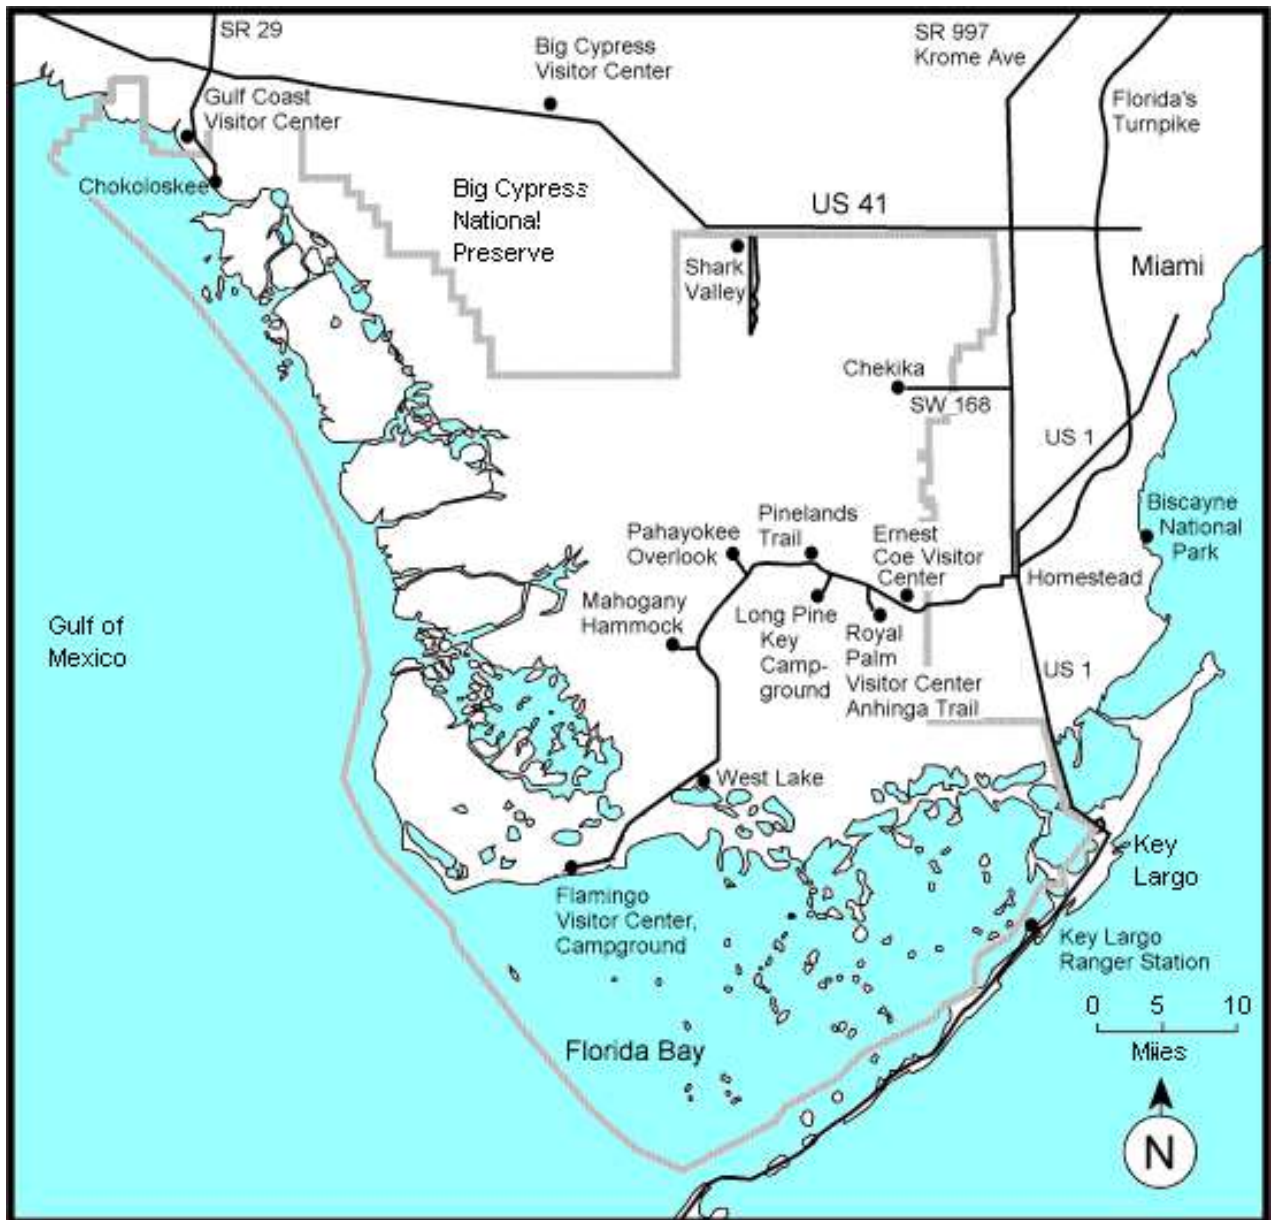 SR 29
Big Cypress
Visitor Center
SR 997
Krome Ave
Gulf Coast
Visitor Center
Florida's
Turnpike
Chokoloskee
Big Cypress
National
Preserve
US 41
Shark
Valley
Miami
Chekika
SW 168
US 1
Biscayne
National
Park
Pahayokee
Overlook
Pinelands
Trail
Ernest
Coe Visitor
Center
Homestead
Mahogany
Hammock
Long Pine
Key
Camp-
ground
Royal
Palm
Visitor Center
Anhinga Trail
US 1
Gulf of
Mexico
West Lake
Key
Largo
Flamingo
Visitor Center,
Campground
Key Largo
Ranger Station
0 5 10
Miles
Florida Bay
N